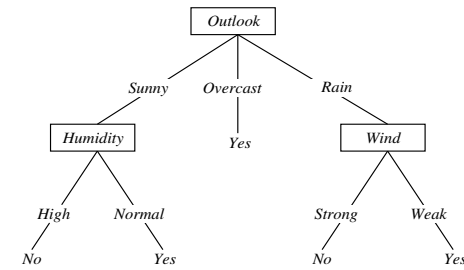 Outlook
Sunny Overcast Rain
Humidity Yes Wind
High Normal Strong Weak
No Yes No Yes